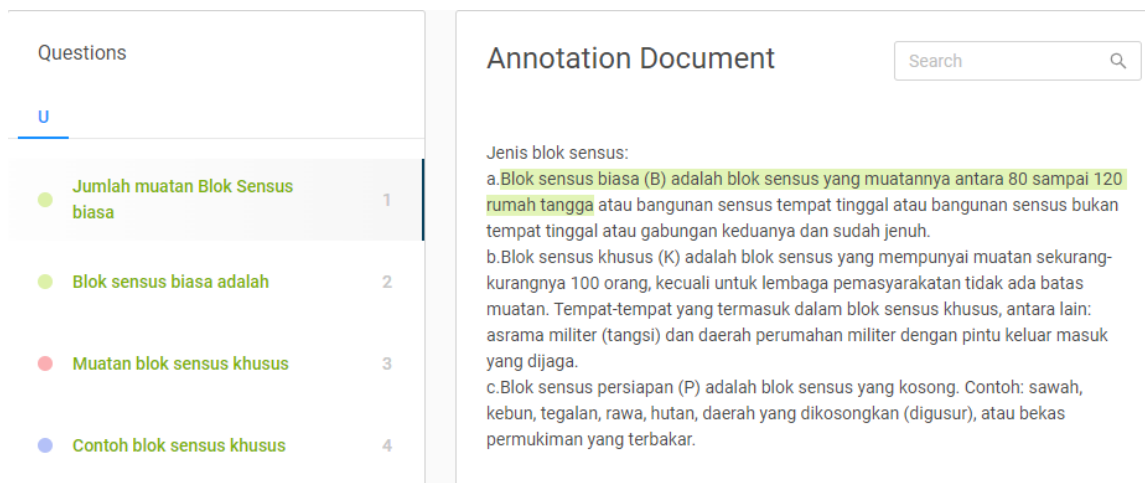 Questions
U
Jumlah muatan Blok Sensus
biasa
1
Blok sensus biasa adalah
2
Muatan blok sensus khusus
3
Contoh blok sensus khusus
4
Annotation Document
Search
Jenis blok sensus:
a.Blok sensus biasa (B) adalah blok sensus yang muatannya antara 80 sampai 120
rumah tangga atau bangunan sensus tempat tinggal atau bangunan sensus bukan
tempat tinggal atau gabungan keduanya dan sudah jenuh.
b.Blok sensus khusus (K) adalah blok sensus yang mempunyai muatan sekurang-
kurangnya 100 orang, kecuali untuk lembaga pemasyarakatan tidak ada batas
muatan. Tempat-tempat yang termasuk dalam blok sensus khusus, antara lain:
asrama militer (tangsi) dan daerah perumahan militer dengan pintu keluar masuk
yang dijaga.
c.Blok sensus persiapan (P) adalah blok sensus yang kosong. Contoh: sawah,
kebun, tegalan, rawa, hutan, daerah yang dikosongkan (digusur), atau bekas
permukiman yang terbakar.